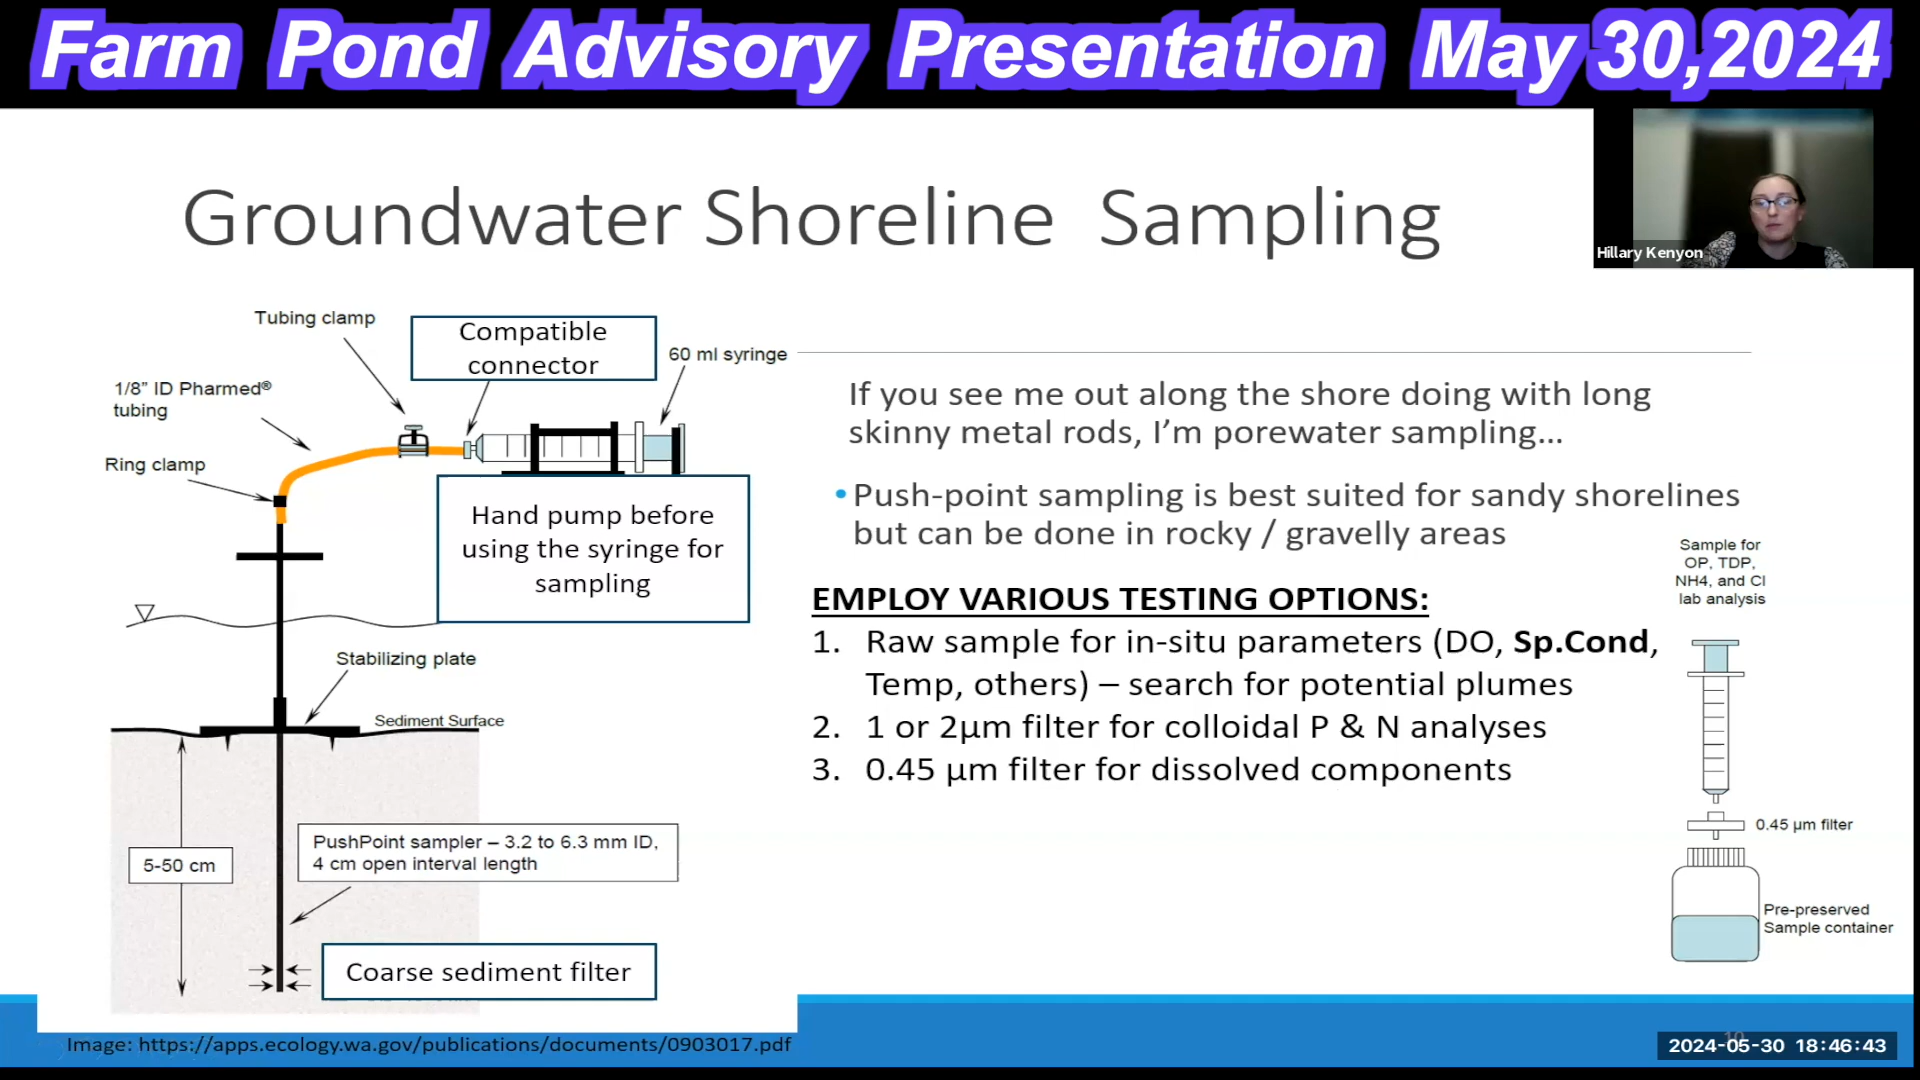 Farm Pond Advisory Presentation May 30,2024
Hillary Kenyon
Groundwater Shoreline Sampling
Tubing clamp
Compatible
connector
60 ml syringe
1/8” ID Pharmed®
tubing
Ring clamp
Hand pump before
using the syringe for
sampling
Stabilizing plate
Sediment Surface
PushPoint sampler – 3.2 to 6.3 mm ID,
4 cm open interval length
5-50 cm
Coarse sediment filter
If you see me out along the shore doing with long
skinny metal rods, I’m porewater sampling…
• Push-point sampling is best suited for sandy shorelines
but can be done in rocky / gravelly areas
EMPLOY VARIOUS TESTING OPTIONS:
1. Raw sample for in-situ parameters (DO, Sp.Cond,
Temp, others) – search for potential plumes
2. 1 or 2µm filter for colloidal P & N analyses
3. 0.45 µm filter for dissolved components
Sample for
OP, TDP,
NH4, and Cl
lab analysis
0.45 µm filter
Pre-preserved
Sample container
Image: https://apps.ecology.wa.gov/publications/documents/0903017.pdf
2024-05-30 18:46:43